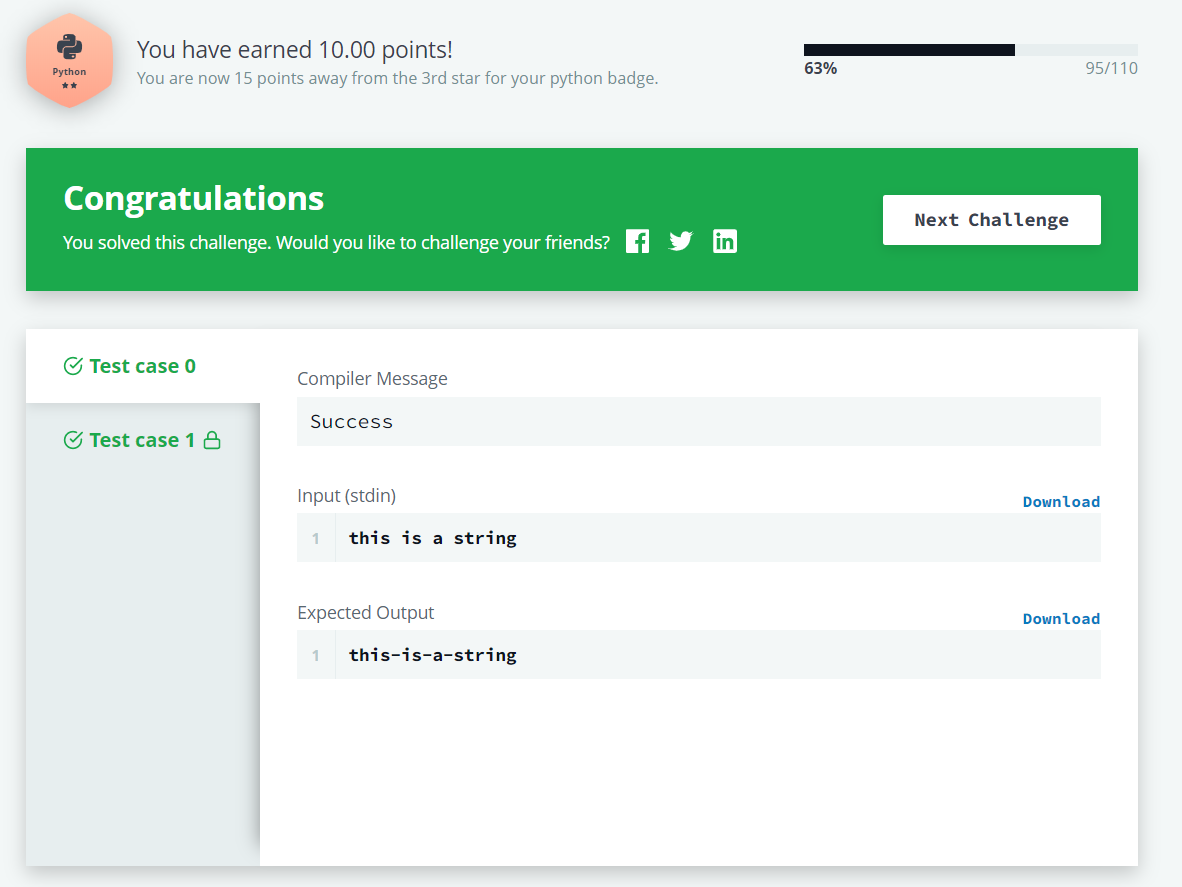 Python
You have earned 10.00 points!
You are now 15 points away from the 3rd star for your python badge.
63%
95/110
Congratulations
You solved this challenge. Would you like to challenge your friends?
Next Challenge
Test case 0
Test case 1
Compiler Message
Success
Input (stdin)
Download
1 this is a string
Expected Output
Download
1 this-is-a-string